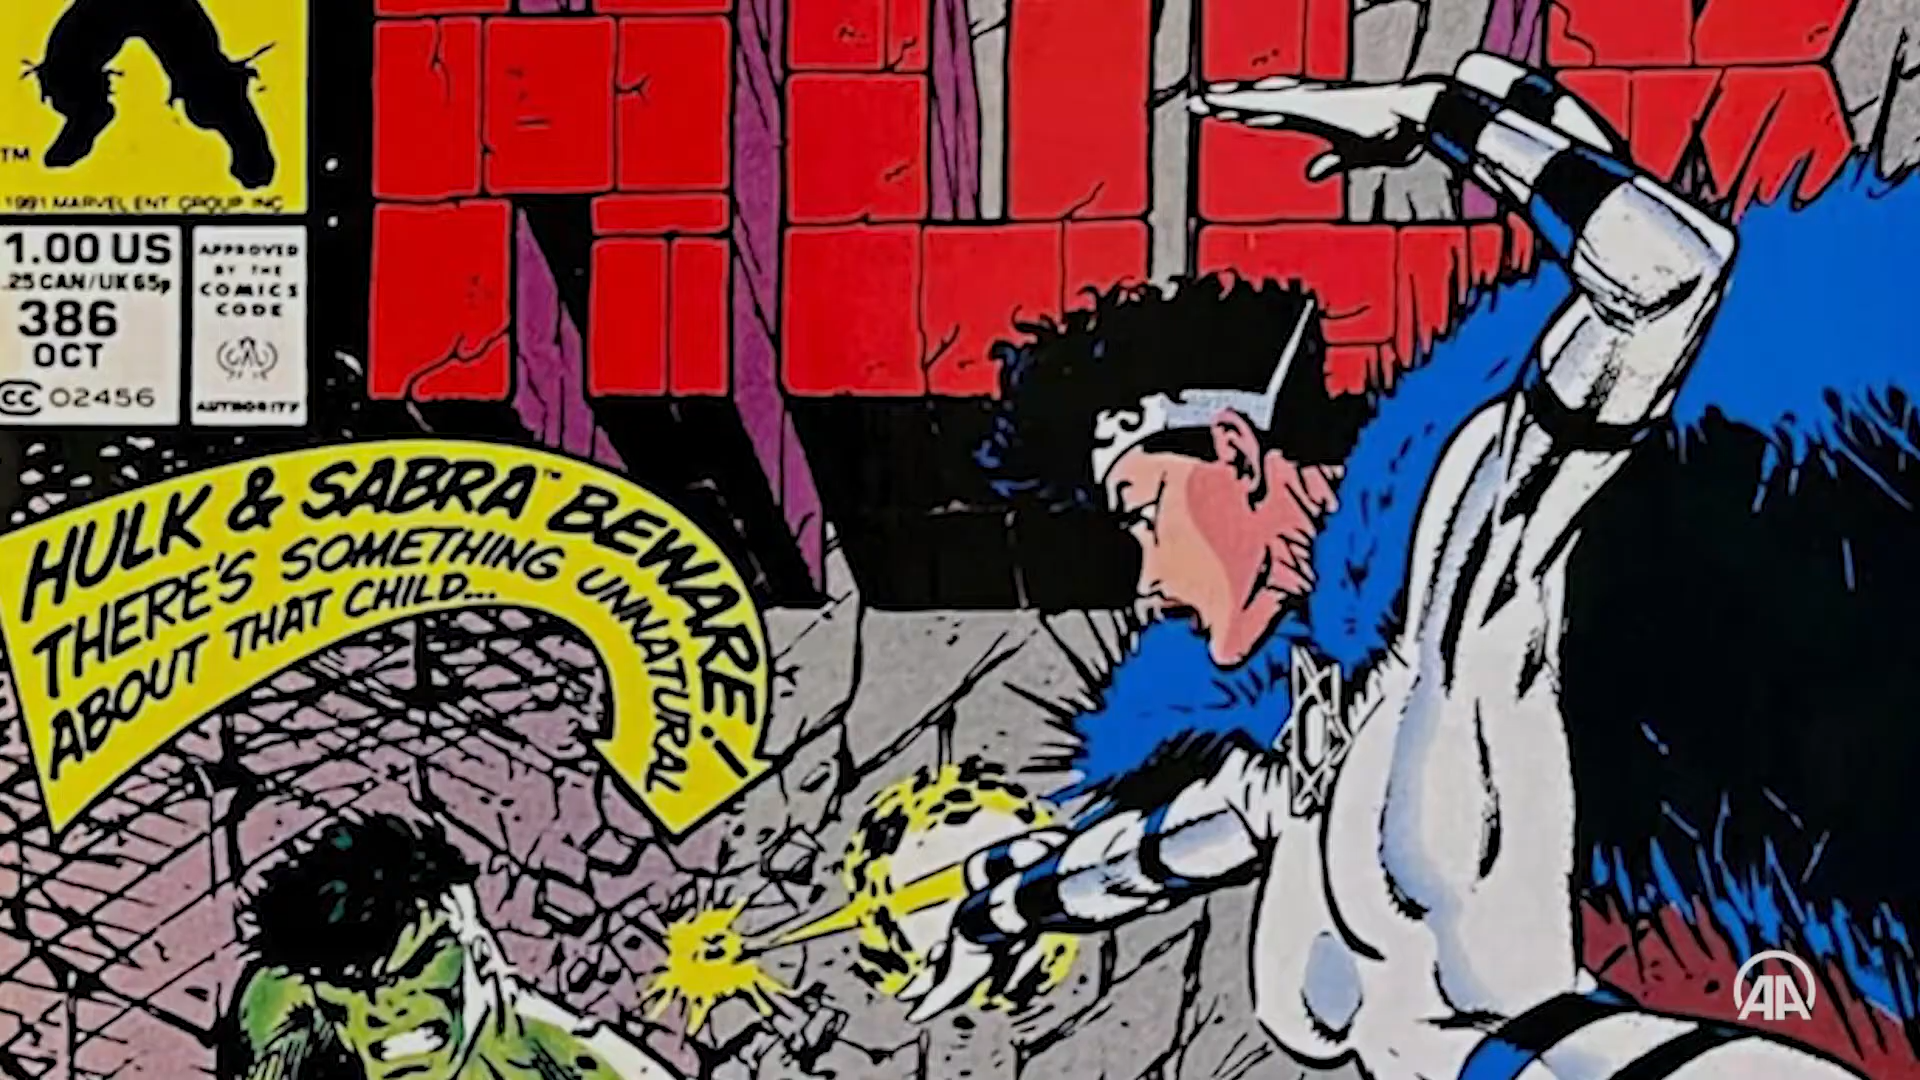 TM
1991 MARVEL ENT GROUP INC
1.00 US
.25 CAN/UK 65p
386
OCT
CC 02456
APPROVED
BY THE
COMICS
CODE
AUTHORITY
HULK & SABRA™ BEWARE!
THERE'S SOMETHING UNNATURAL
ABOUT THAT CHILD...
AA